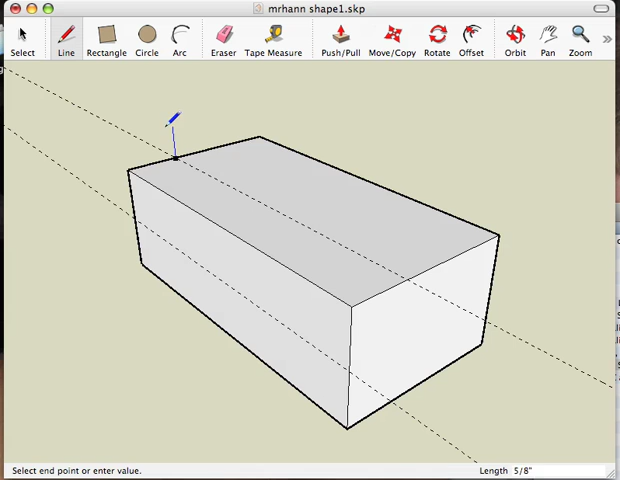 mrhann shape1.skp
Select Line Rectangle Circle Arc Eraser Tape Measure Push/Pull Move/Copy Rotate Offset Orbit Pan Zoom »
Select end point or enter value. Length 5/8"